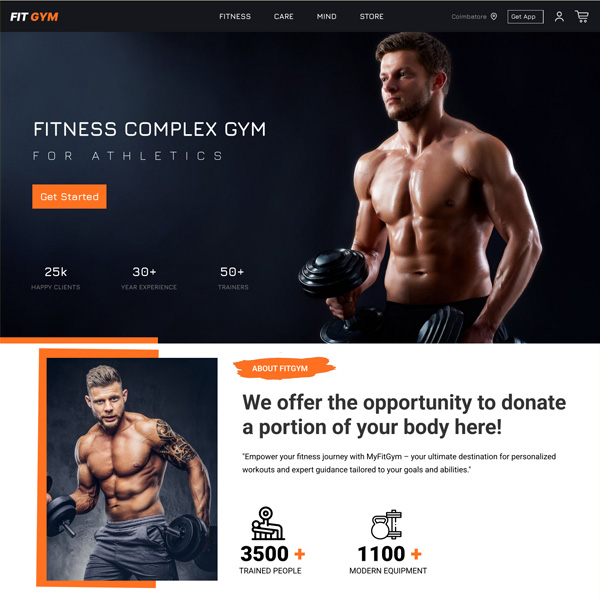 FIT GYM
FITNESS CARE MIND STORE
Coimbatore
Get App
FITNESS COMPLEX GYM
FOR ATHLETICS
Get Started
25k 30+ 50+
HAPPY CLIENTS YEAR EXPERIENCE TRAINERS
ABOUT FITGYM
We offer the opportunity to donate
a portion of your body here!
"Empower your fitness journey with MyFitGym – your ultimate destination for personalized
workouts and expert guidance tailored to your goals and abilities."
3500 + 1100 +
TRAINED PEOPLE MODERN EQUIPMENT